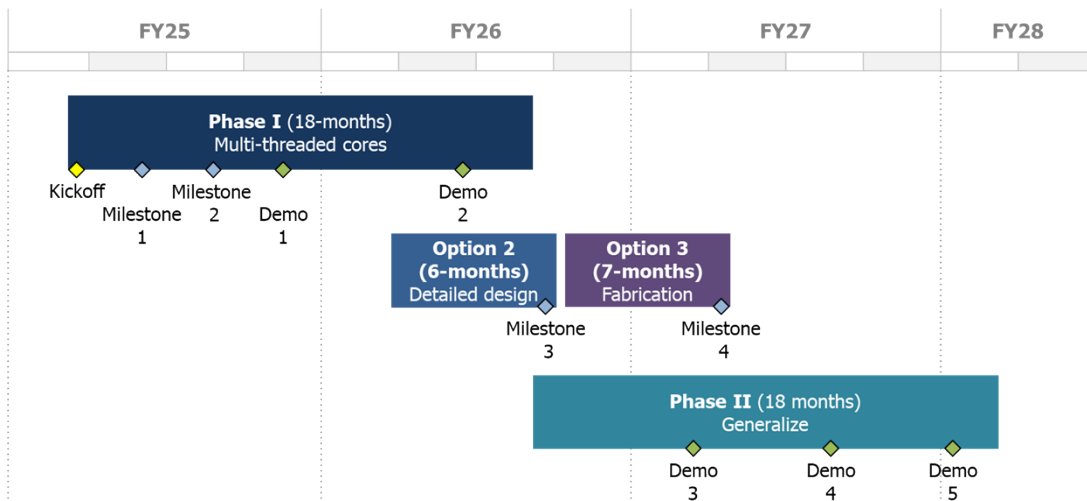 FY25
FY26
FY27
FY28
Phase I (18-months)
Multi-threaded cores
Kickoff
Milestone
1
Milestone
2
Demo
1
Demo
2
Option 2
(6-months)
Detailed design
Option 3
(7-months)
Fabrication
Milestone
3
Milestone
4
Phase II (18 months)
Generalize
Demo
3
Demo
4
Demo
5